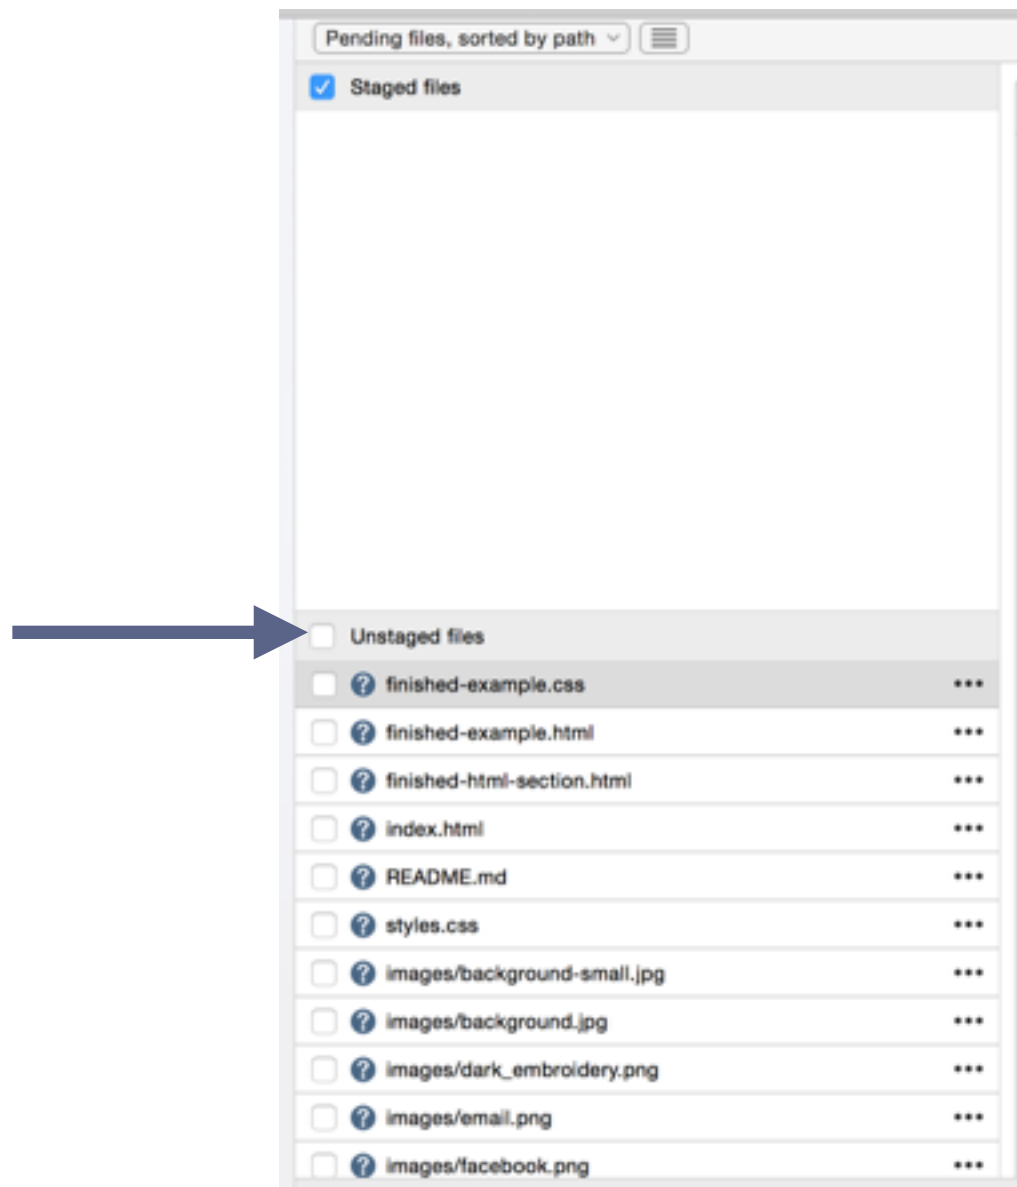 Pending files, sorted by path
Staged files
Unstaged files
finished-example.css
finished-example.html
finished-html-section.html
index.html
README.md
styles.css
images/background-small.jpg
images/background.jpg
images/dark_embroidery.png
images/email.png
images/facebook.png